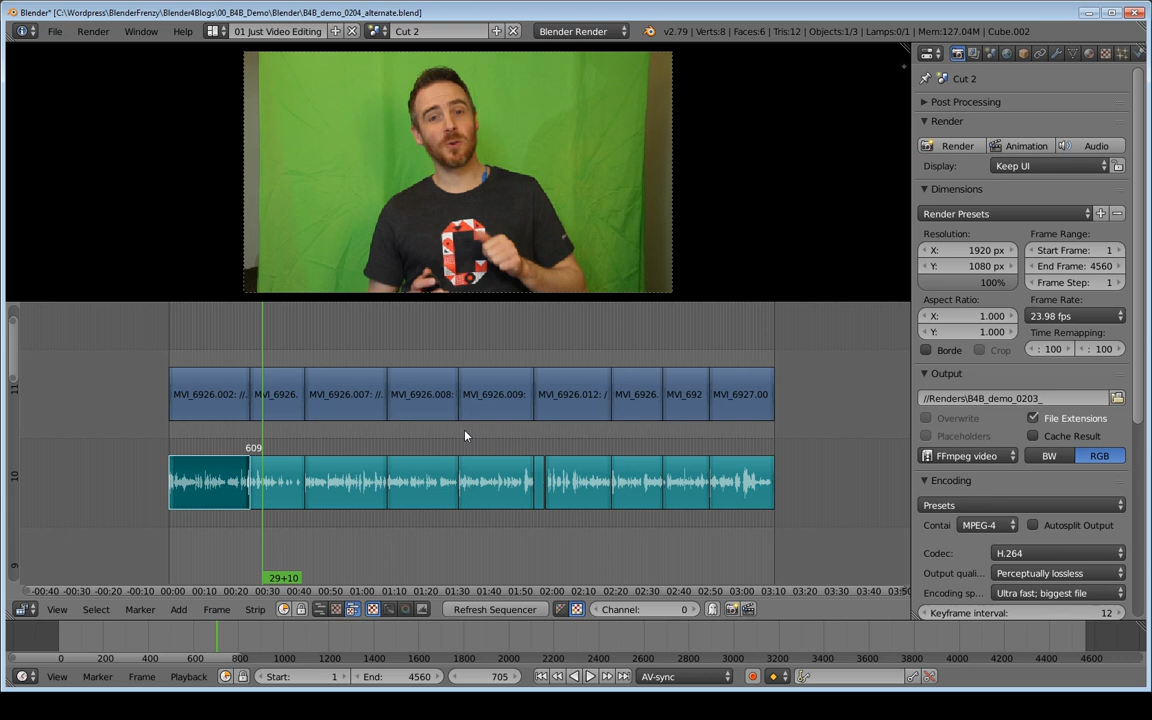 Blender* [C:\Wordpress\BlenderFrenzy\Blender4Blogs\00_B4B_Demo\Blender\B4B_demo_0204_alternate.blend]
File Render Window Help 01 Just Video Editing Cut 2 Blender Render v2.79 | Verts:8 | Faces:6 | Tris:12 | Objects:1/3 | Lamps:0/1 | Mem:127.04M | Cube.002
Cut 2
Post Processing
Render
Render Animation Audio
Display: Keep UI
Dimensions
Render Presets
Resolution: Frame Range:
X: 1920 px Start Frame: 1
Y: 1080 px End Frame: 4560
100% Frame Step: 1
Aspect Ratio: Frame Rate:
X: 1.000 23.98 fps
Y: 1.000 Time Remapping:
Borde Crop : 100 : 100
Output
//Renders\B4B_demo_0203_
Overwrite File Extensions
Placeholders Cache Result
FFmpeg video BW RGB
Encoding
Presets
Contai MPEG-4 Autosplit Output
Codec: H.264
Output quali... Perceptually lossless
Encoding sp... Ultra fast; biggest file
Keyframe interval: 12
11
MVI_6926.002: //. MVI_6926. MVI_6926.007: //. MVI_6926.008: MVI_6926.009: MVI_6926.012: / MVI_6926. MVI_692 MVI_6927.00
609
10
9
29+10
-00:40 -00:30 -00:20 -00:10 00:00 00:10 00:20 00:30 00:40 00:50 01:00 01:10 01:20 01:30 01:40 01:50 02:00 02:10 02:20 02:30 02:40 02:50 03:00 03:10 03:20 03:30 03:40 03:50
View Select Marker Add Frame Strip Refresh Sequencer Channel: 0
0 200 400 600 800 1000 1200 1400 1600 1800 2000 2200 2400 2600 2800 3000 3200 3400 3600 3800 4000 4200 4400 4600
View Marker Frame Playback Start: 1 End: 4560 705 AV-sync